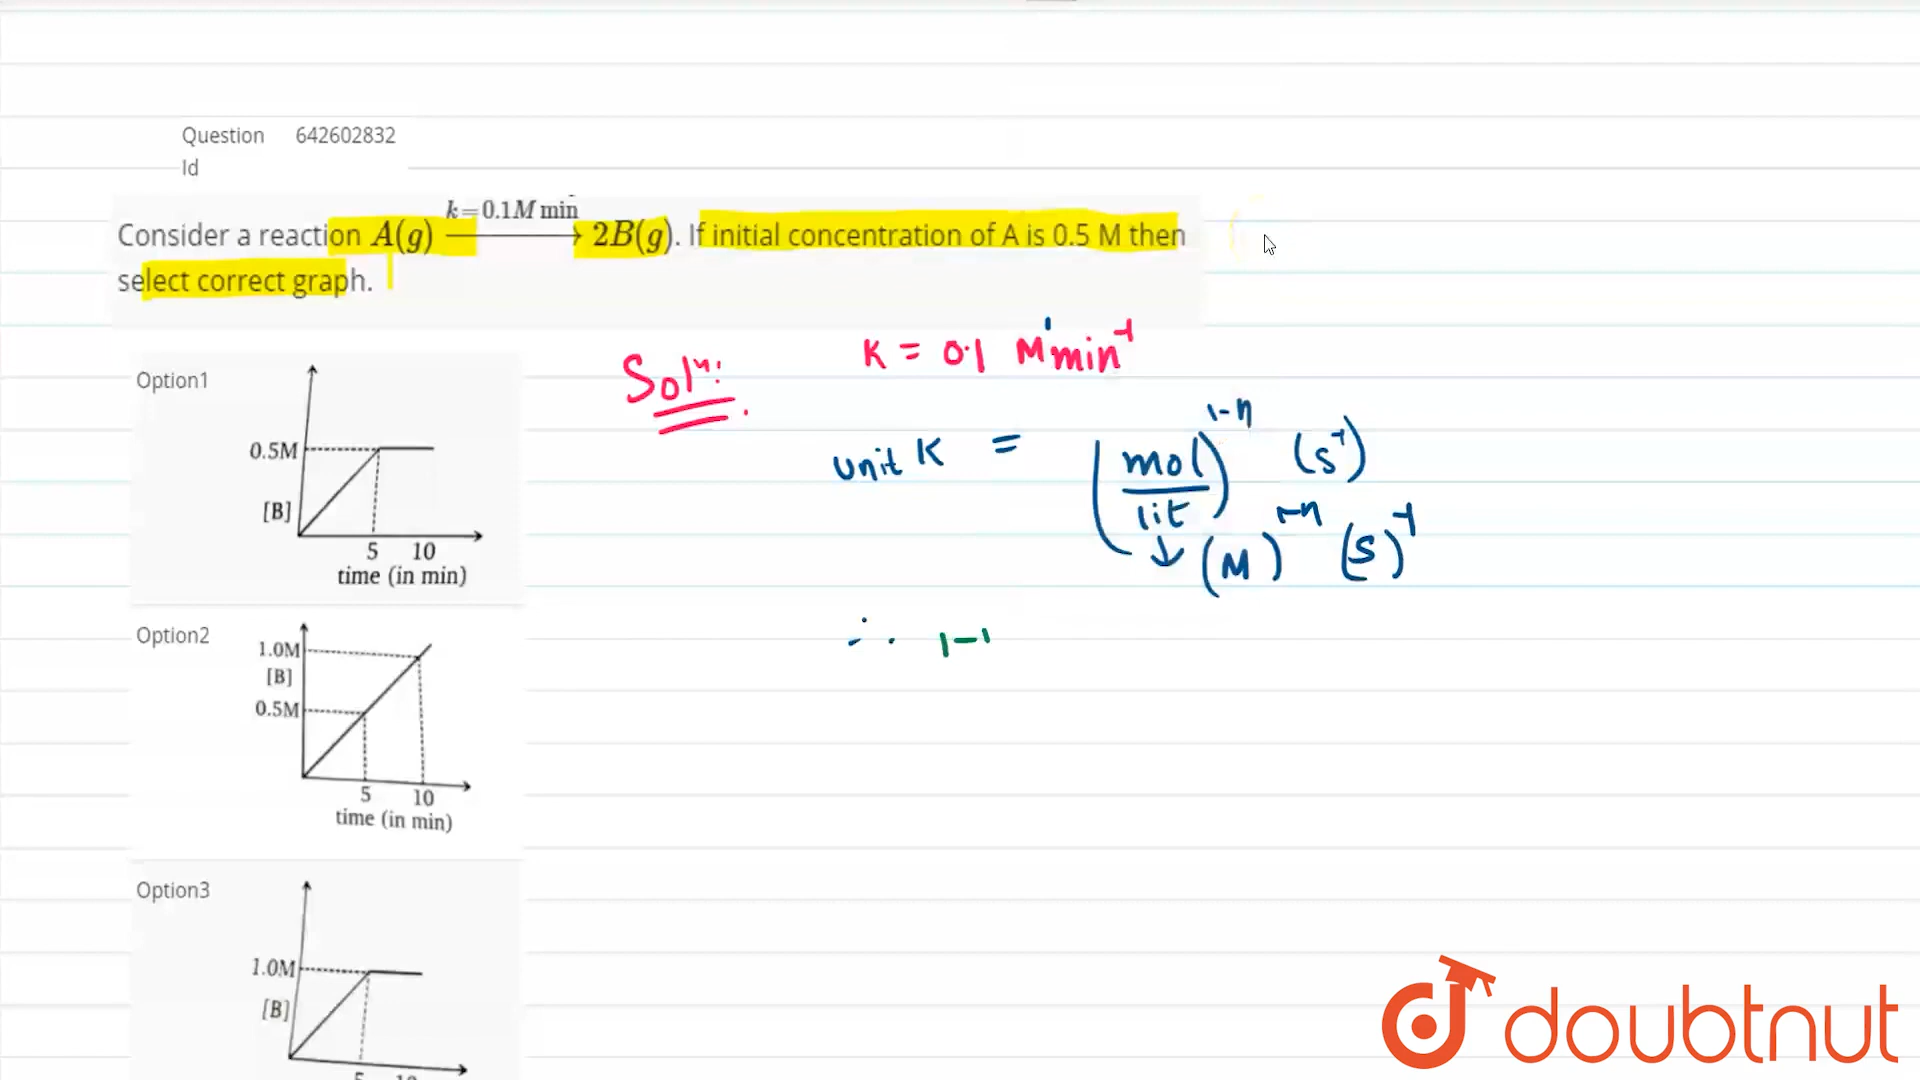 Question 642602832
Id
Consider a reaction A(g) k=0.1M min → 2B(g). If initial concentration of A is 0.5 M then
select correct graph.
Option1
0.5M
[B]
5 10
time (in min)
Option2
1.0M
[B]
0.5M
5 10
time (in min)
Option3
1.0M
[B]
5 10
Solⁿ:
K = 0.1 M¹min⁻¹
unit K = (mol/lit)¹⁻ⁿ (s⁻¹)
↓ (M)¹⁻ⁿ (s)⁻¹
∴ 1-1
doubtnut